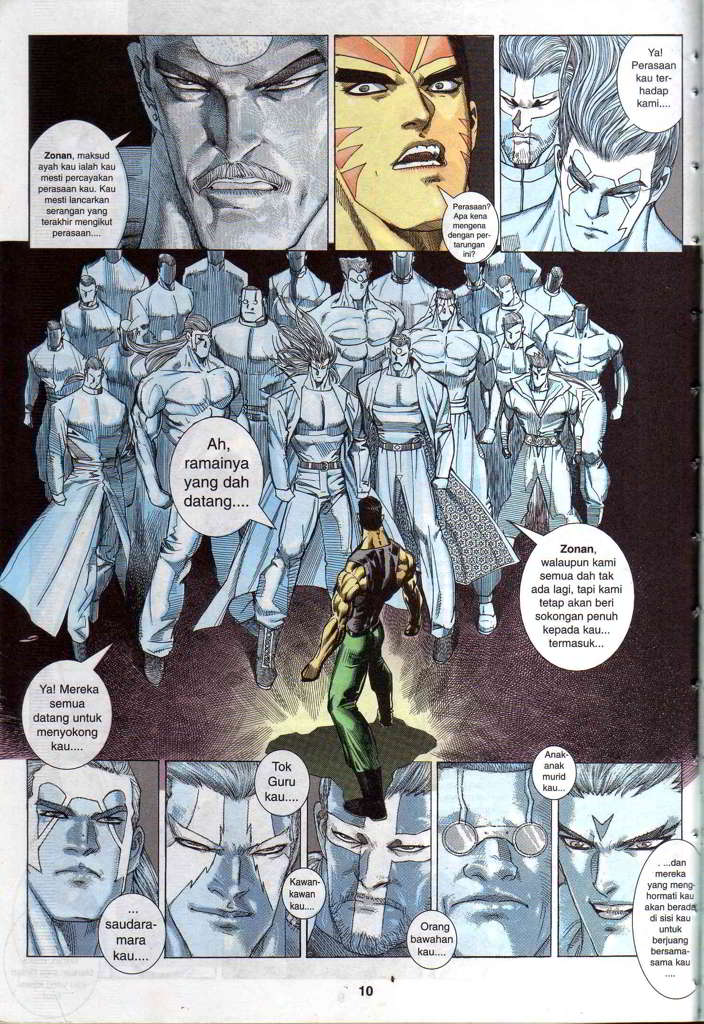 Zonan, maksud
ayah kau ialah kau
mesti percayakan
perasaan kau. Kau
mesti lancarkan
serangan yang
terakhir mengikut
perasaan....
Perasaan?
Apa kena
mengena
dengan per-
tarungan
ini?
Ya!
Perasaan
kau ter-
hadap
kami....
Ah,
ramainya
yang dah
datang....
Zonan,
walaupun kami
semua dah tak
ada lagi, tapi kami
tetap akan beri
sokongan penuh
kepada kau...
termasuk...
Ya! Mereka
semua
datang untuk
menyokong
kau....
...
saudara-
mara
kau....
Tok
Guru
kau....
Kawan-
kawan
kau....
Orang
bawahan
kau....
Anak-
anak
murid
kau...
....dan
mereka
yang meng-
hormati kau
akan berada
di sisi kau
untuk
berjuang
bersama-
sama kau
....
10